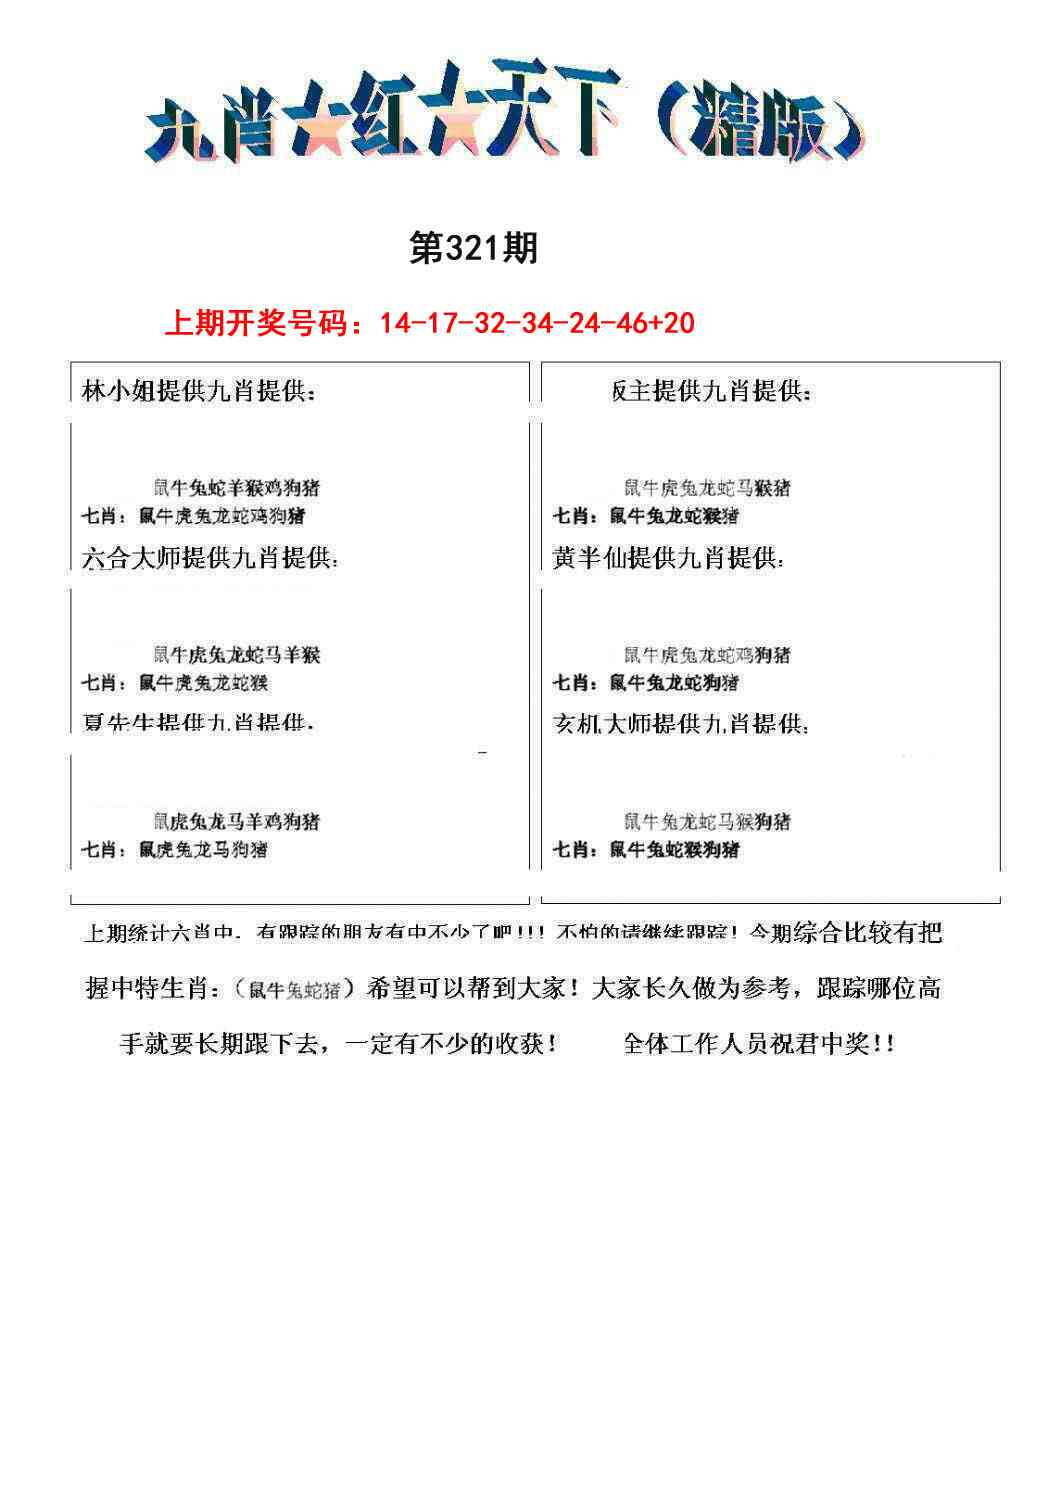 九肖★红★天下（精版）
第321期
上期开奖号码：14-17-32-34-24-46+20
林小姐提供九肖提供：
鼠牛兔蛇羊猴鸡狗猪
七肖：鼠牛虎兔龙蛇鸡狗猪
六合大师提供九肖提供：
鼠牛虎兔龙蛇马羊猴
七肖：鼠牛虎兔龙蛇猴
夏先生提供九肖提供：
鼠虎兔龙马羊鸡狗猪
七肖：鼠虎兔龙马狗猪
版主提供九肖提供：
鼠牛虎兔龙蛇马猴猪
七肖：鼠牛兔龙蛇猴猪
黄半仙提供九肖提供：
鼠牛虎兔龙蛇鸡狗猪
七肖：鼠牛兔龙蛇狗猪
玄机大师提供九肖提供：
鼠牛兔龙蛇马猴狗猪
七肖：鼠牛兔蛇猴狗猪
上期统计六肖中，有跟踪的朋友有中不少了吧!!! 不怕的请继续跟踪! 今期综合比较有把
握中特生肖：（鼠牛兔蛇猪）希望可以帮到大家! 大家长久做为参考，跟踪哪位高
手就要长期跟下去，一定有不少的收获! 全体工作人员祝君中奖!!